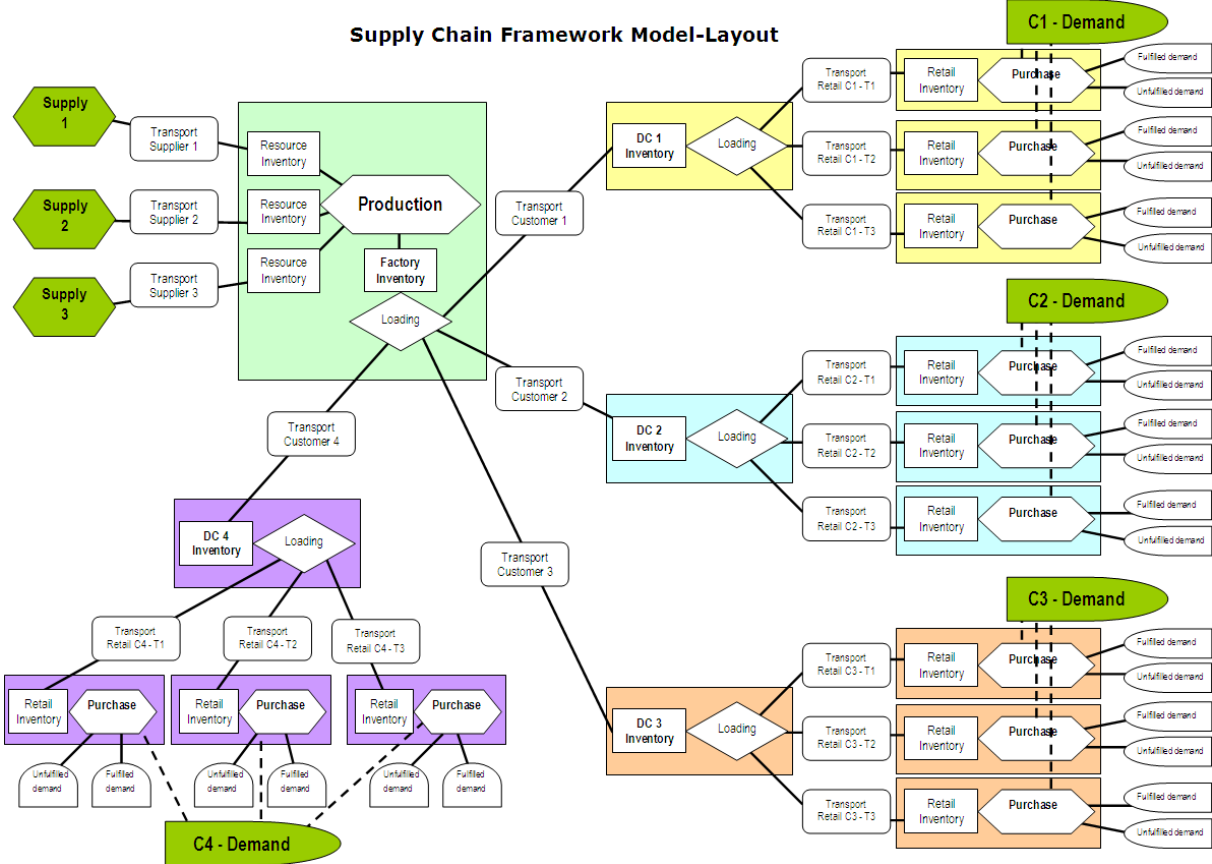 Supply Chain Framework Model-Layout
Supply
1
Transport
Supplier 1
Resource
Inventory
Supply
2
Transport
Supplier 2
Resource
Inventory
Supply
3
Transport
Supplier 3
Resource
Inventory
Production
Factory
Inventory
Loading
Transport
Customer 1
Transport
Customer 2
Transport
Customer 3
Transport
Customer 4
C1 - Demand
DC 1
Inventory
Loading
Transport
Retail C1 - T1
Retail
Inventory
Purchase
Fulfilled demand
Unfulfilled demand
Transport
Retail C1 - T2
Retail
Inventory
Purchase
Fulfilled demand
Unfulfilled demand
Transport
Retail C1 - T3
Retail
Inventory
Purchase
Fulfilled demand
Unfulfilled demand
C2 - Demand
DC 2
Inventory
Loading
Transport
Retail C2 - T1
Retail
Inventory
Purchase
Fulfilled demand
Unfulfilled demand
Transport
Retail C2 - T2
Retail
Inventory
Purchase
Fulfilled demand
Unfulfilled demand
Transport
Retail C2 - T3
Retail
Inventory
Purchase
Fulfilled demand
Unfulfilled demand
C3 - Demand
DC 3
Inventory
Loading
Transport
Retail C3 - T1
Retail
Inventory
Purchase
Fulfilled demand
Unfulfilled demand
Transport
Retail C3 - T2
Retail
Inventory
Purchase
Fulfilled demand
Unfulfilled demand
Transport
Retail C3 - T3
Retail
Inventory
Purchase
Fulfilled demand
Unfulfilled demand
DC 4
Inventory
Loading
Transport
Retail C4 - T1
Transport
Retail C4 - T2
Transport
Retail C4 - T3
Retail
Inventory
Purchase
Retail
Inventory
Purchase
Retail
Inventory
Purchase
Unfulfilled
demand
Fulfilled
demand
Unfulfilled
demand
Fulfilled
demand
Unfulfilled
demand
Fulfilled
demand
C4 - Demand